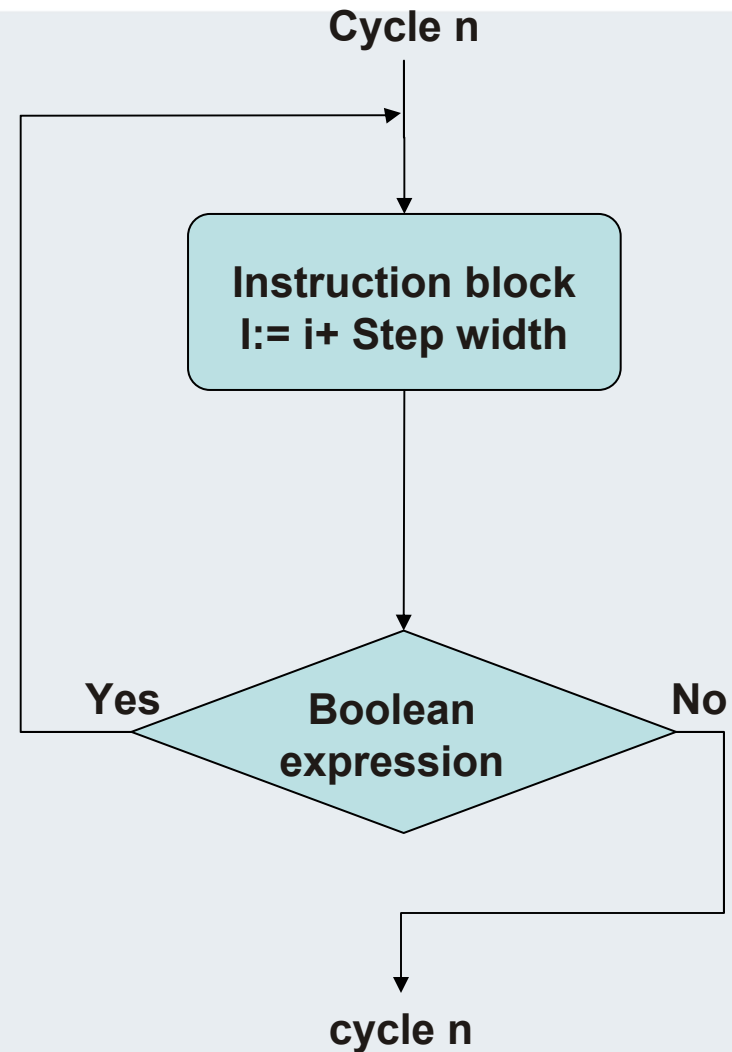 Cycle n
Instruction block
I:= i+ Step width
Yes
No
Boolean
expression
cycle n